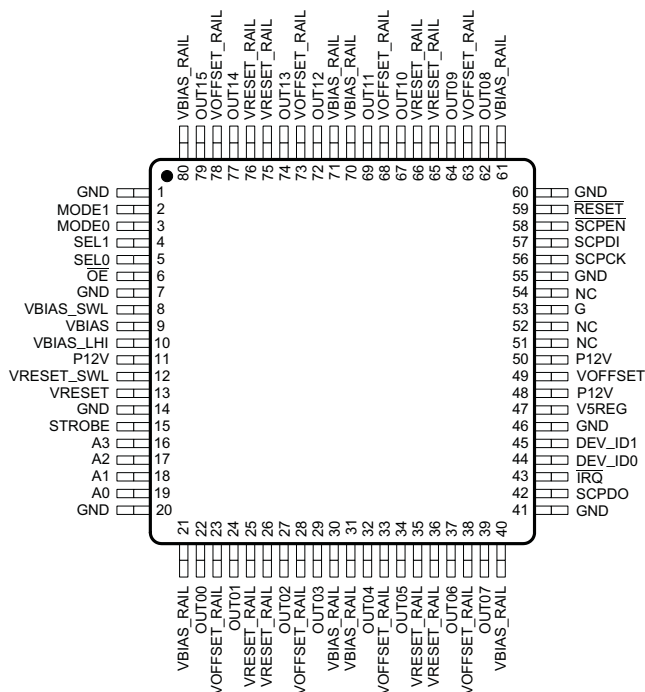 VBIAS_RAIL
OUT15
VOFFSET_RAIL
OUT14
VRESET_RAIL
VRESET_RAIL
OUT13
VOFFSET_RAIL
OUT12
VBIAS_RAIL
VBIAS_RAIL
OUT11
VOFFSET_RAIL
OUT10
VRESET_RAIL
VRESET_RAIL
OUT09
VOFFSET_RAIL
OUT08
VBIAS_RAIL
80 79 78 77 76 75 74 73 72 71 70 69 68 67 66 65 64 63 62 61
GND 1
MODE1 2
MODE0 3
SEL1 4
SEL0 5
OE 6
GND 7
VBIAS_SWL 8
VBIAS 9
VBIAS_LHI 10
P12V 11
VRESET_SWL 12
VRESET 13
GND 14
STROBE 15
A3 16
A2 17
A1 18
A0 19
GND 20
60 GND
59 RESET
58 SCPEN
57 SCPDI
56 SCPCK
55 GND
54 NC
53 G
52 NC
51 NC
50 P12V
49 VOFFSET
48 P12V
47 V5REG
46 GND
45 DEV_ID1
44 DEV_ID0
43 IRQ
42 SCPDO
41 GND
21 22 23 24 25 26 27 28 29 30 31 32 33 34 35 36 37 38 39 40
VBIAS_RAIL
OUT00
VOFFSET_RAIL
OUT01
VRESET_RAIL
VRESET_RAIL
OUT02
VOFFSET_RAIL
OUT03
VBIAS_RAIL
VBIAS_RAIL
OUT04
VOFFSET_RAIL
OUT05
VRESET_RAIL
VRESET_RAIL
OUT06
VOFFSET_RAIL
OUT07
VBIAS_RAIL